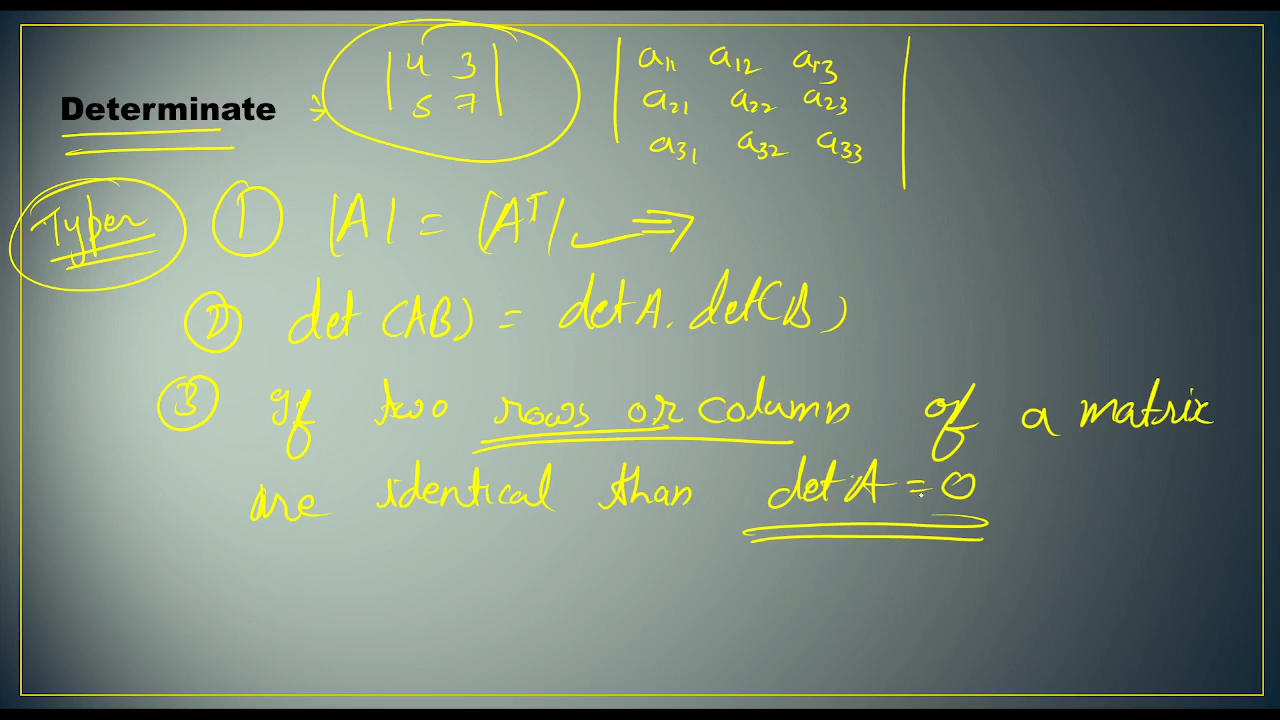 | 4 3 |
| 5 7 |
| a₁₁ a₁₂ a₁₃ |
| a₂₁ a₂₂ a₂₃ |
| a₃₁ a₃₂ a₃₃ |
Determinate
Types ① |A| = |Aᵀ| ⇒
② det (AB) = det A. det(B)
③ If two rows or column of a matrix
are identical than det A = 0